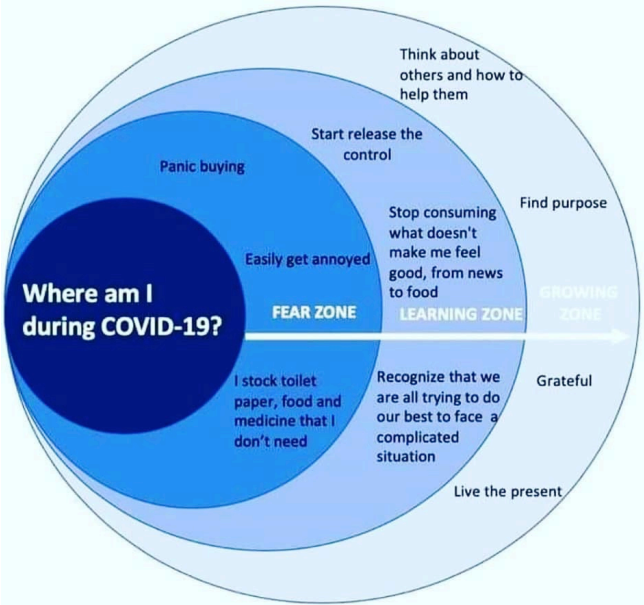 Think about
others and how to
help them
Start release the
control
Panic buying
Find purpose
Stop consuming
what doesn't
make me feel
good, from news
to food
Easily get annoyed
Where am I
during COVID-19?
FEAR ZONE
LEARNING ZONE
GROWING
ZONE
I stock toilet
paper, food and
medicine that I
don't need
Recognize that we
are all trying to do
our best to face a
complicated
situation
Grateful
Live the present